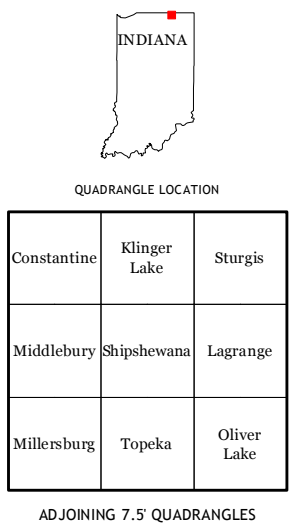 INDIANA
QUADRANGLE LOCATION
Constantine
Klinger
Lake
Sturgis
Middlebury
Shipshewana
Lagrange
Millersburg
Topeka
Oliver
Lake
ADJOINING 7.5' QUADRANGLES